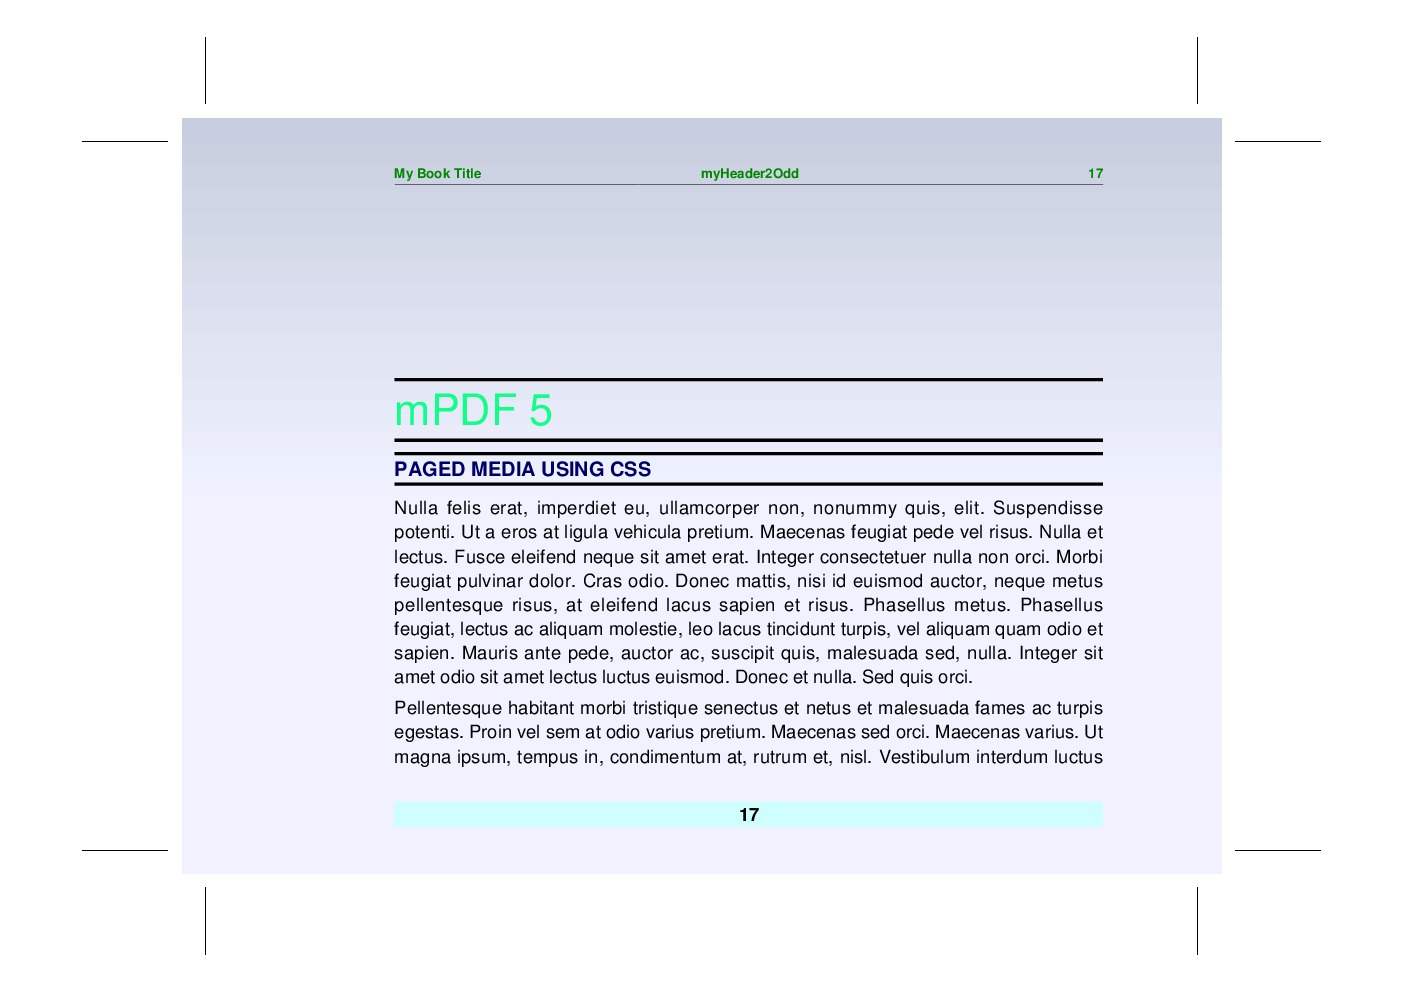 My Book Title myHeader2Odd 17
mPDF 5
PAGED MEDIA USING CSS
Nulla felis erat, imperdiet eu, ullamcorper non, nonummy quis, elit. Suspendisse
potenti. Ut a eros at ligula vehicula pretium. Maecenas feugiat pede vel risus. Nulla et
lectus. Fusce eleifend neque sit amet erat. Integer consectetuer nulla non orci. Morbi
feugiat pulvinar dolor. Cras odio. Donec mattis, nisi id euismod auctor, neque metus
pellentesque risus, at eleifend lacus sapien et risus. Phasellus metus. Phasellus
feugiat, lectus ac aliquam molestie, leo lacus tincidunt turpis, vel aliquam quam odio et
sapien. Mauris ante pede, auctor ac, suscipit quis, malesuada sed, nulla. Integer sit
amet odio sit amet lectus luctus euismod. Donec et nulla. Sed quis orci.
Pellentesque habitant morbi tristique senectus et netus et malesuada fames ac turpis
egestas. Proin vel sem at odio varius pretium. Maecenas sed orci. Maecenas varius. Ut
magna ipsum, tempus in, condimentum at, rutrum et, nisl. Vestibulum interdum luctus
17